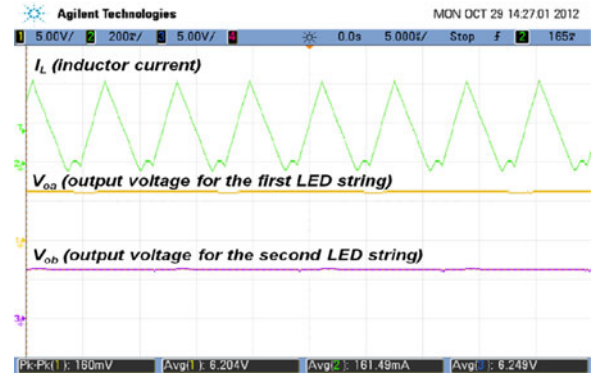 Agilent Technologies MON OCT 29 14:27:01 2012
1 5.00V/ 2 200▿/ 3 5.00V/ 4 0.0s 5.000▿/ Stop 2 165▿
I_L (inductor current)
V_oa (output voltage for the first LED string)
V_ob (output voltage for the second LED string)
Pk-Pk(1): 160mV Avg(1): 6.204V Avg(2): 161.49mA Avg(3): 6.249V